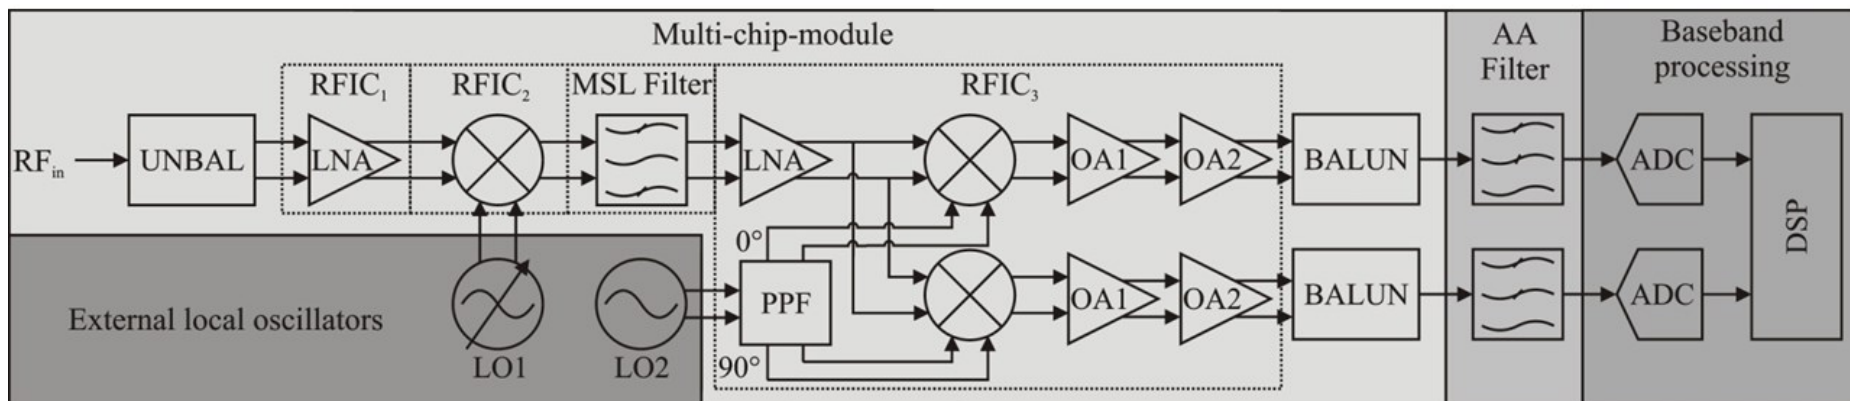 Multi-chip-module
AA
Filter
Baseband
processing
RFIC₁
RFIC₂
MSL Filter
RFIC₃
RFin
UNBAL
LNA
LNA
OA1
OA2
BALUN
ADC
DSP
0°
PPF
90°
OA1
OA2
BALUN
ADC
External local oscillators
LO1
LO2